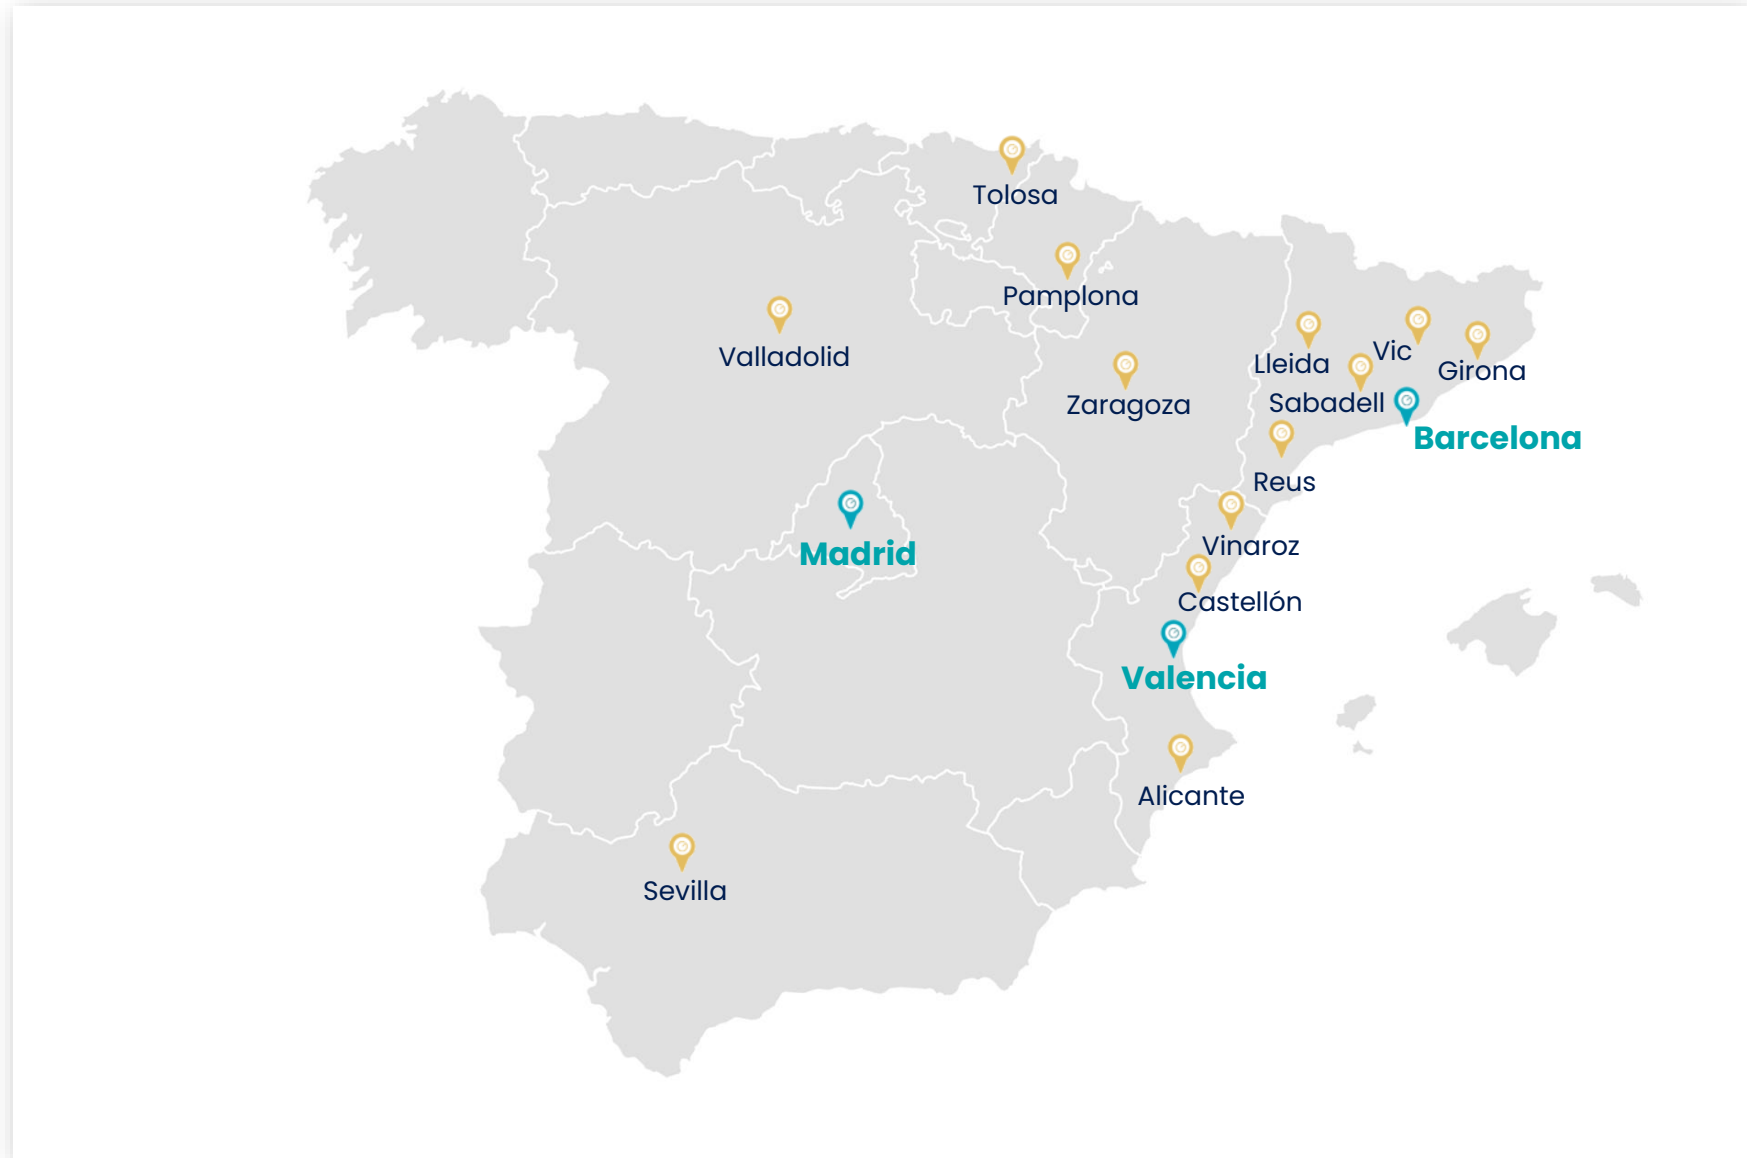 Tolosa
Pamplona
Valladolid
Vic
Lleida
Girona
Zaragoza
Sabadell
Barcelona
Reus
Vinaroz
Madrid
Castellón
Valencia
Alicante
Sevilla